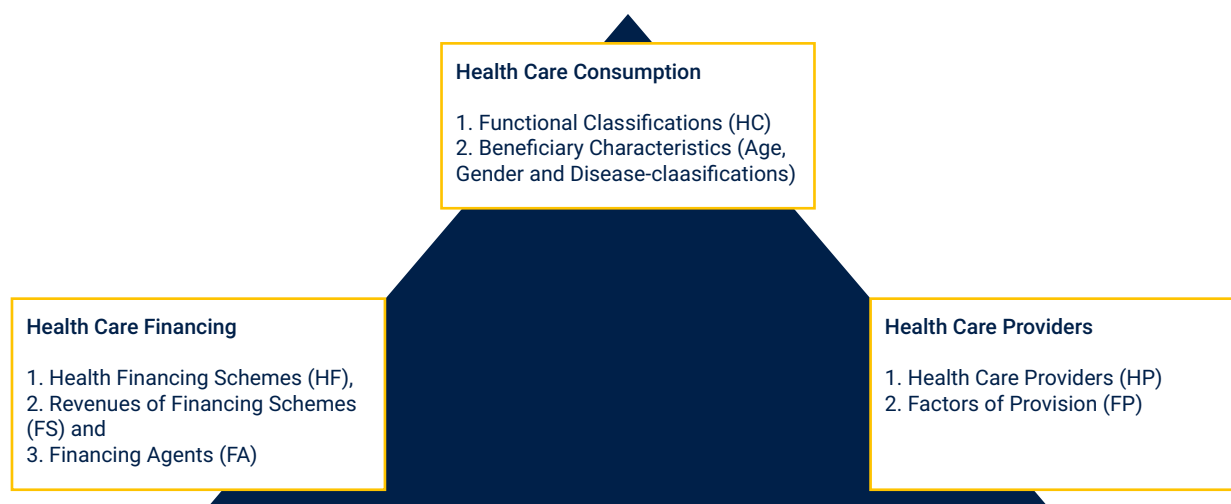 Health Care Consumption
1. Functional Classifications (HC)
2. Beneficiary Characteristics (Age,
Gender and Disease-claasifications)
Health Care Financing
1. Health Financing Schemes (HF),
2. Revenues of Financing Schemes
(FS) and
3. Financing Agents (FA)
Health Care Providers
1. Health Care Providers (HP)
2. Factors of Provision (FP)